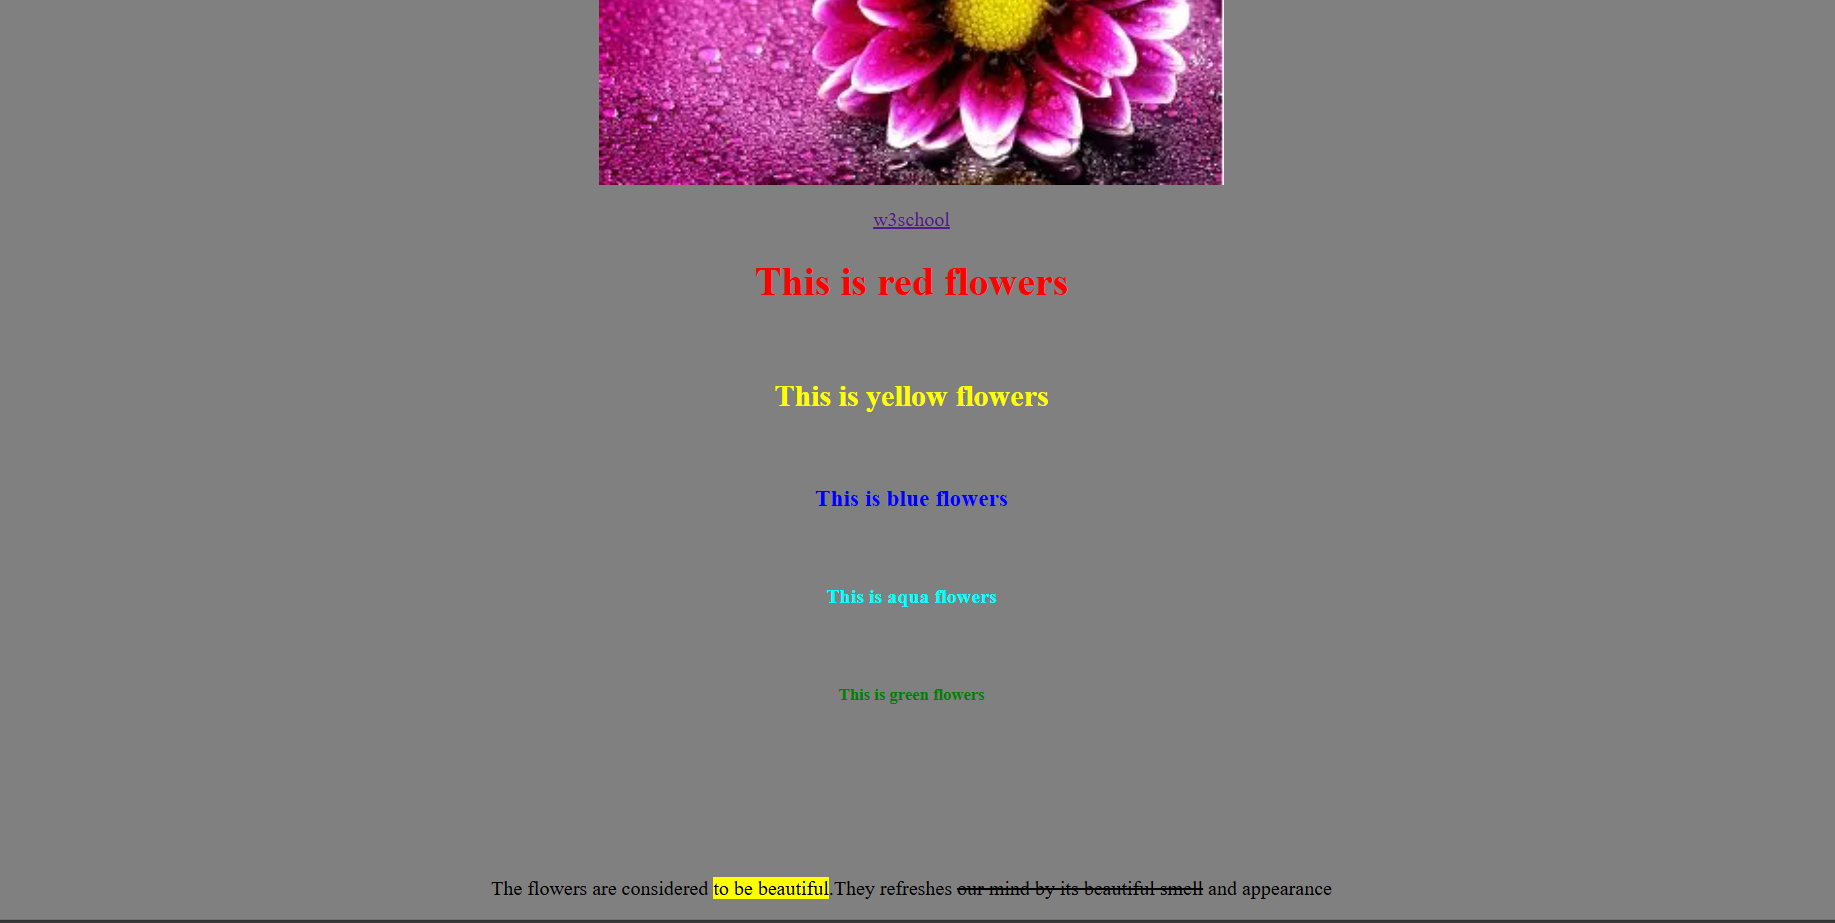 w3school
This is red flowers
This is yellow flowers
This is blue flowers
This is aqua flowers
This is green flowers
The flowers are considered to be beautiful.They refreshes our mind by its beautiful smell and appearance